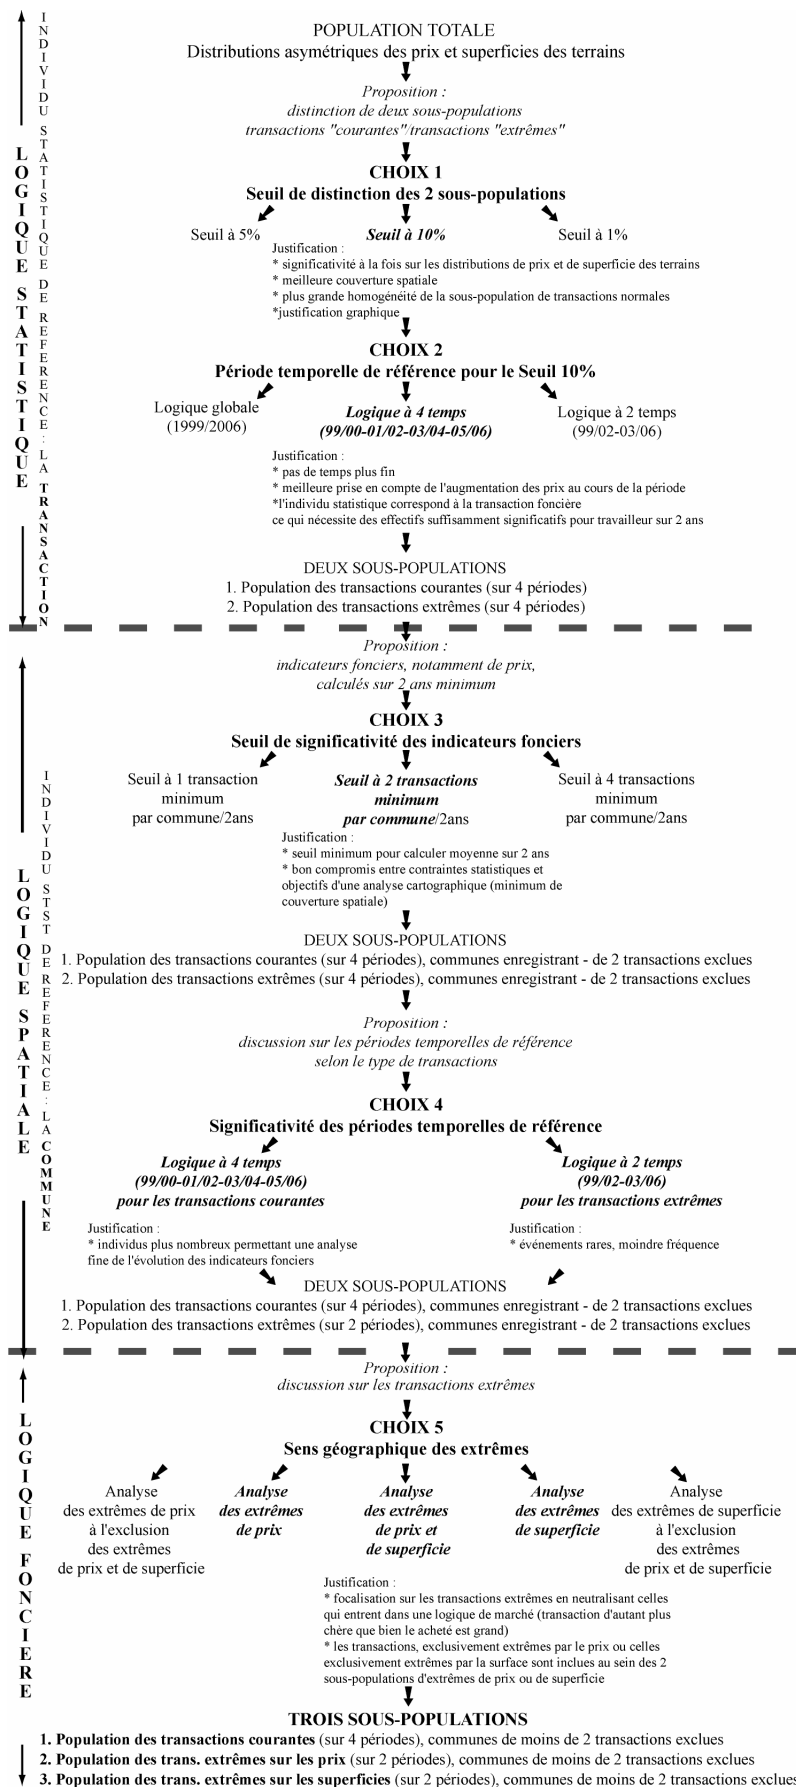 POPULATION TOTALE
Distributions asymétriques des prix et superficies des terrains
Proposition :
distinction de deux sous-populations
transactions "courantes"/transactions "extrêmes"
CHOIX 1
Seuil de distinction des 2 sous-populations
Seuil à 5%
Seuil à 10%
Seuil à 1%
Justification :
* significativité à la fois sur les distributions de prix et de superficie des terrains
* meilleure couverture spatiale
* plus grande homogénéité de la sous-population de transactions normales
*justification graphique
CHOIX 2
Période temporelle de référence pour le Seuil 10%
Logique globale
(1999/2006)
Logique à 4 temps
(99/00-01/02-03/04-05/06)
Logique à 2 temps
(99/02-03/06)
Justification :
* pas de temps plus fin
* meilleure prise en compte de l'augmentation des prix au cours de la période
*l'individu statistique correspond à la transaction foncière
ce qui nécessite des effectifs suffisamment significatifs pour travailleur sur 2 ans
DEUX SOUS-POPULATIONS
1. Population des transactions courantes (sur 4 périodes)
2. Population des transactions extrêmes (sur 4 périodes)
LOGIQUE STATISTIQUE
INDIVIDU STATISTIQUE DE REFERENCE : LA TRANSACTION
Proposition :
indicateurs fonciers, notamment de prix,
calculés sur 2 ans minimum
CHOIX 3
Seuil de significativité des indicateurs fonciers
Seuil à 1 transaction
minimum
par commune/2ans
Seuil à 2 transactions
minimum
par commune/2ans
Seuil à 4 transactions
minimum
par commune/2ans
Justification :
* seuil minimum pour calculer moyenne sur 2 ans
* bon compromis entre contraintes statistiques et
objectifs d'une analyse cartographique (minimum de
couverture spatiale)
DEUX SOUS-POPULATIONS
1. Population des transactions courantes (sur 4 périodes), communes enregistrant - de 2 transactions exclues
2. Population des transactions extrêmes (sur 4 périodes), communes enregistrant - de 2 transactions exclues
Proposition :
discussion sur les périodes temporelles de référence
selon le type de transactions
CHOIX 4
Significativité des périodes temporelles de référence
Logique à 4 temps
(99/00-01/02-03/04-05/06)
pour les transactions courantes
Logique à 2 temps
(99/02-03/06)
pour les transactions extrêmes
Justification :
* individus plus nombreux permettant une analyse
fine de l'évolution des indicateurs fonciers
Justification :
* événements rares, moindre fréquence
DEUX SOUS-POPULATIONS
1. Population des transactions courantes (sur 4 périodes), communes enregistrant - de 2 transactions exclues
2. Population des transactions extrêmes (sur 2 périodes), communes enregistrant - de 2 transactions exclues
LOGIQUE SPATIALE
INDIVIDU STST DE REFERENCE : LA COMMUNE
Proposition :
discussion sur les transactions extrêmes
CHOIX 5
Sens géographique des extrêmes
Analyse
des extrêmes de prix
à l'exclusion
des extrêmes
de prix et de superficie
Analyse
des extrêmes
de prix
Analyse
des extrêmes
de prix et
de superficie
Analyse
des extrêmes
de superficie
Analyse
des extrêmes de superficie
à l'exclusion
des extrêmes
de prix et de superficie
Justification :
* focalisation sur les transactions extrêmes en neutralisant celles
qui entrent dans une logique de marché (transaction d'autant plus
chère que bien le acheté est grand)
* les transactions, exclusivement extrêmes par le prix ou celles
exclusivement extrêmes par la surface sont inclues au sein des 2
sous-populations d'extrêmes de prix ou de superficie
TROIS SOUS-POPULATIONS
1. Population des transactions courantes (sur 4 périodes), communes de moins de 2 transactions exclues
2. Population des trans. extrêmes sur les prix (sur 2 périodes), communes de moins de 2 transactions exclues
3. Population des trans. extrêmes sur les superficies (sur 2 périodes), communes de moins de 2 transactions exclues
LOGIQUE FONCIERE